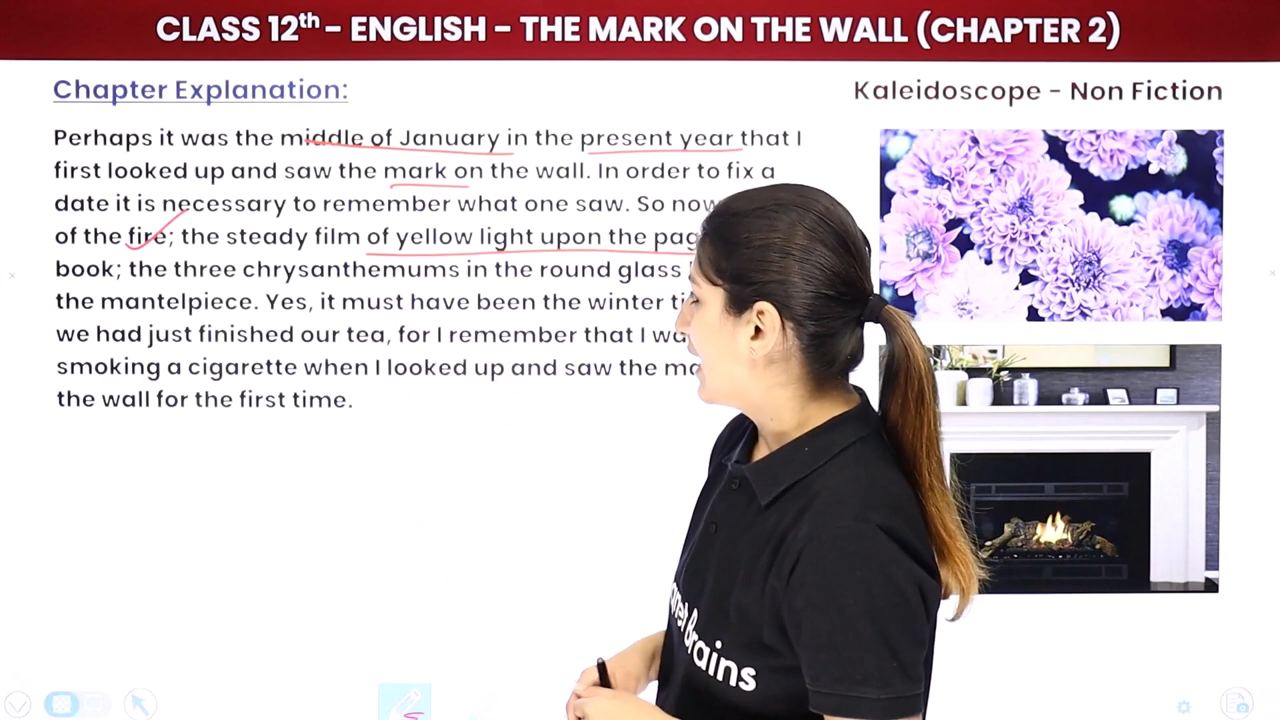 CLASS 12th – ENGLISH – THE MARK ON THE WALL (CHAPTER 2)
Chapter Explanation:
Kaleidoscope - Non Fiction
Perhaps it was the middle of January in the present year that I
first looked up and saw the mark on the wall. In order to fix a
date it is necessary to remember what one saw. So now
of the fire; the steady film of yellow light upon the
book; the three chrysanthemums in the round glass
the mantelpiece. Yes, it must have been the winter
we had just finished our tea, for I remember that I
smoking a cigarette when I looked up and saw the
the wall for the first time.
Brains